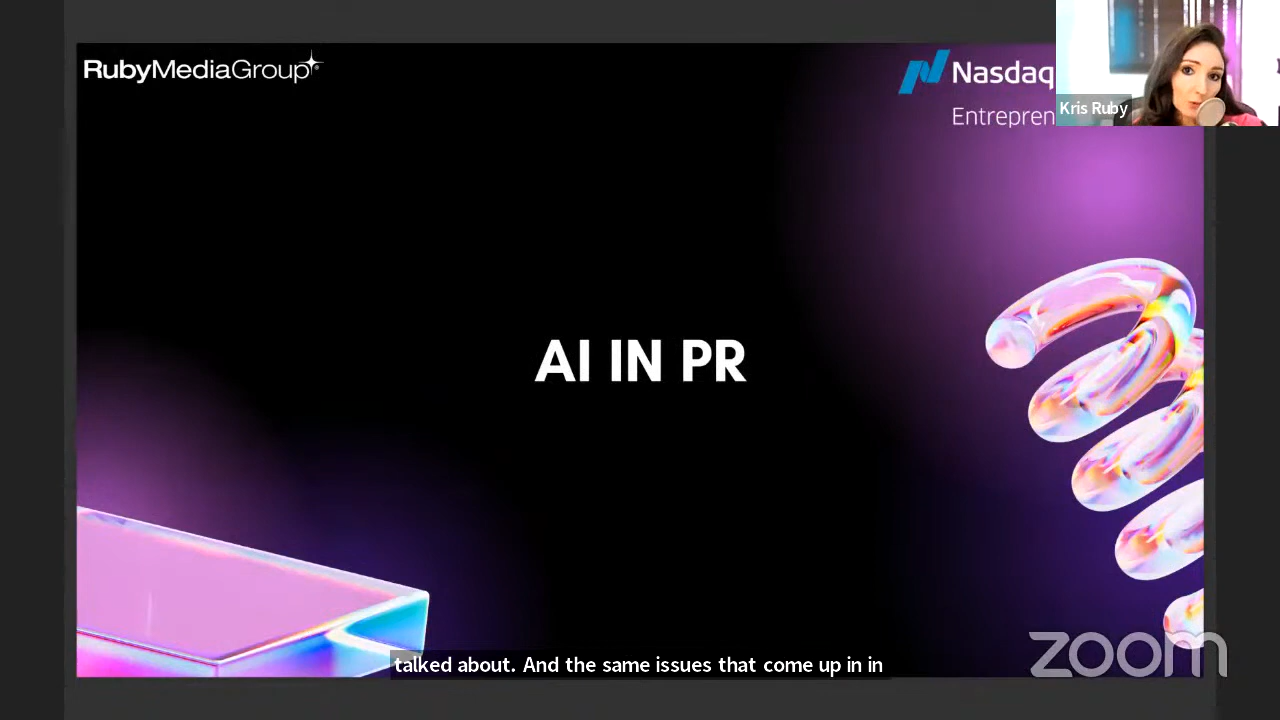 RubyMediaGroup
Nasdaq
Entrepren
Kris Ruby
AI IN PR
talked about. And the same issues that come up in in
zoom